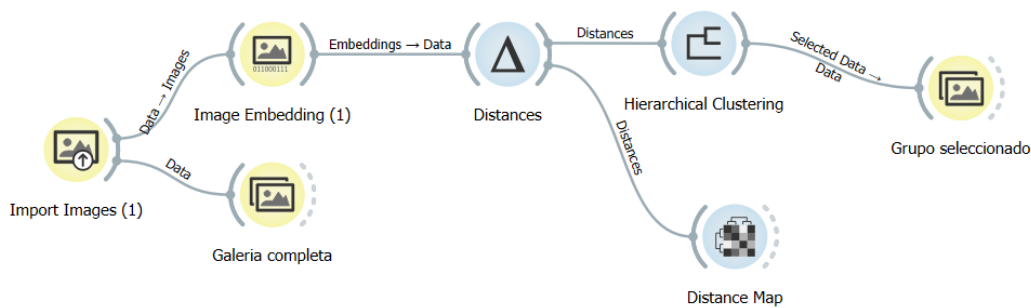 Embeddings → Data
Distances
Selected Data →
Data
Data → Images
011000111
Image Embedding (1)
Distances
Hierarchical Clustering
Grupo seleccionado
Distances
Data
Import Images (1)
Galeria completa
Distance Map